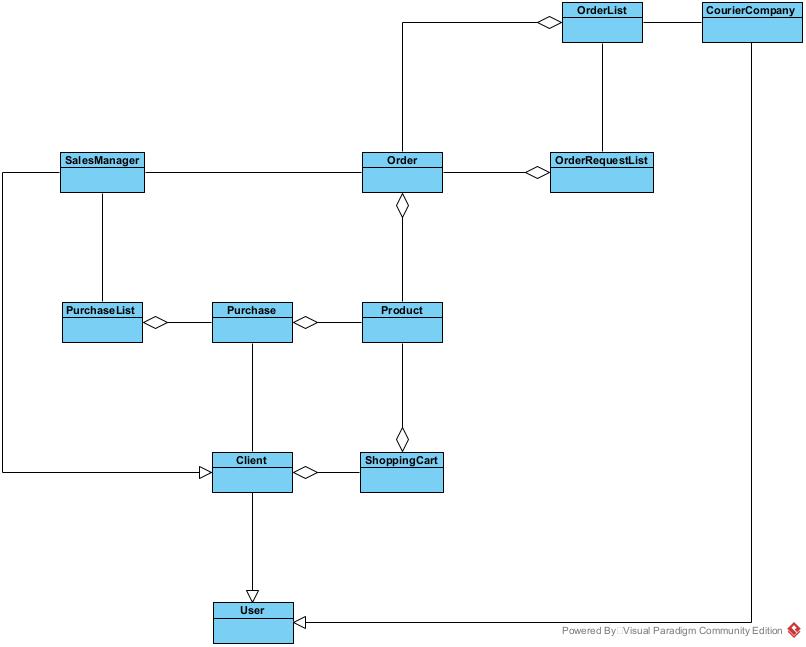 OrderList
CourierCompany
SalesManager
Order
OrderRequestList
PurchaseList
Purchase
Product
Client
ShoppingCart
User
Powered By Visual Paradigm Community Edition